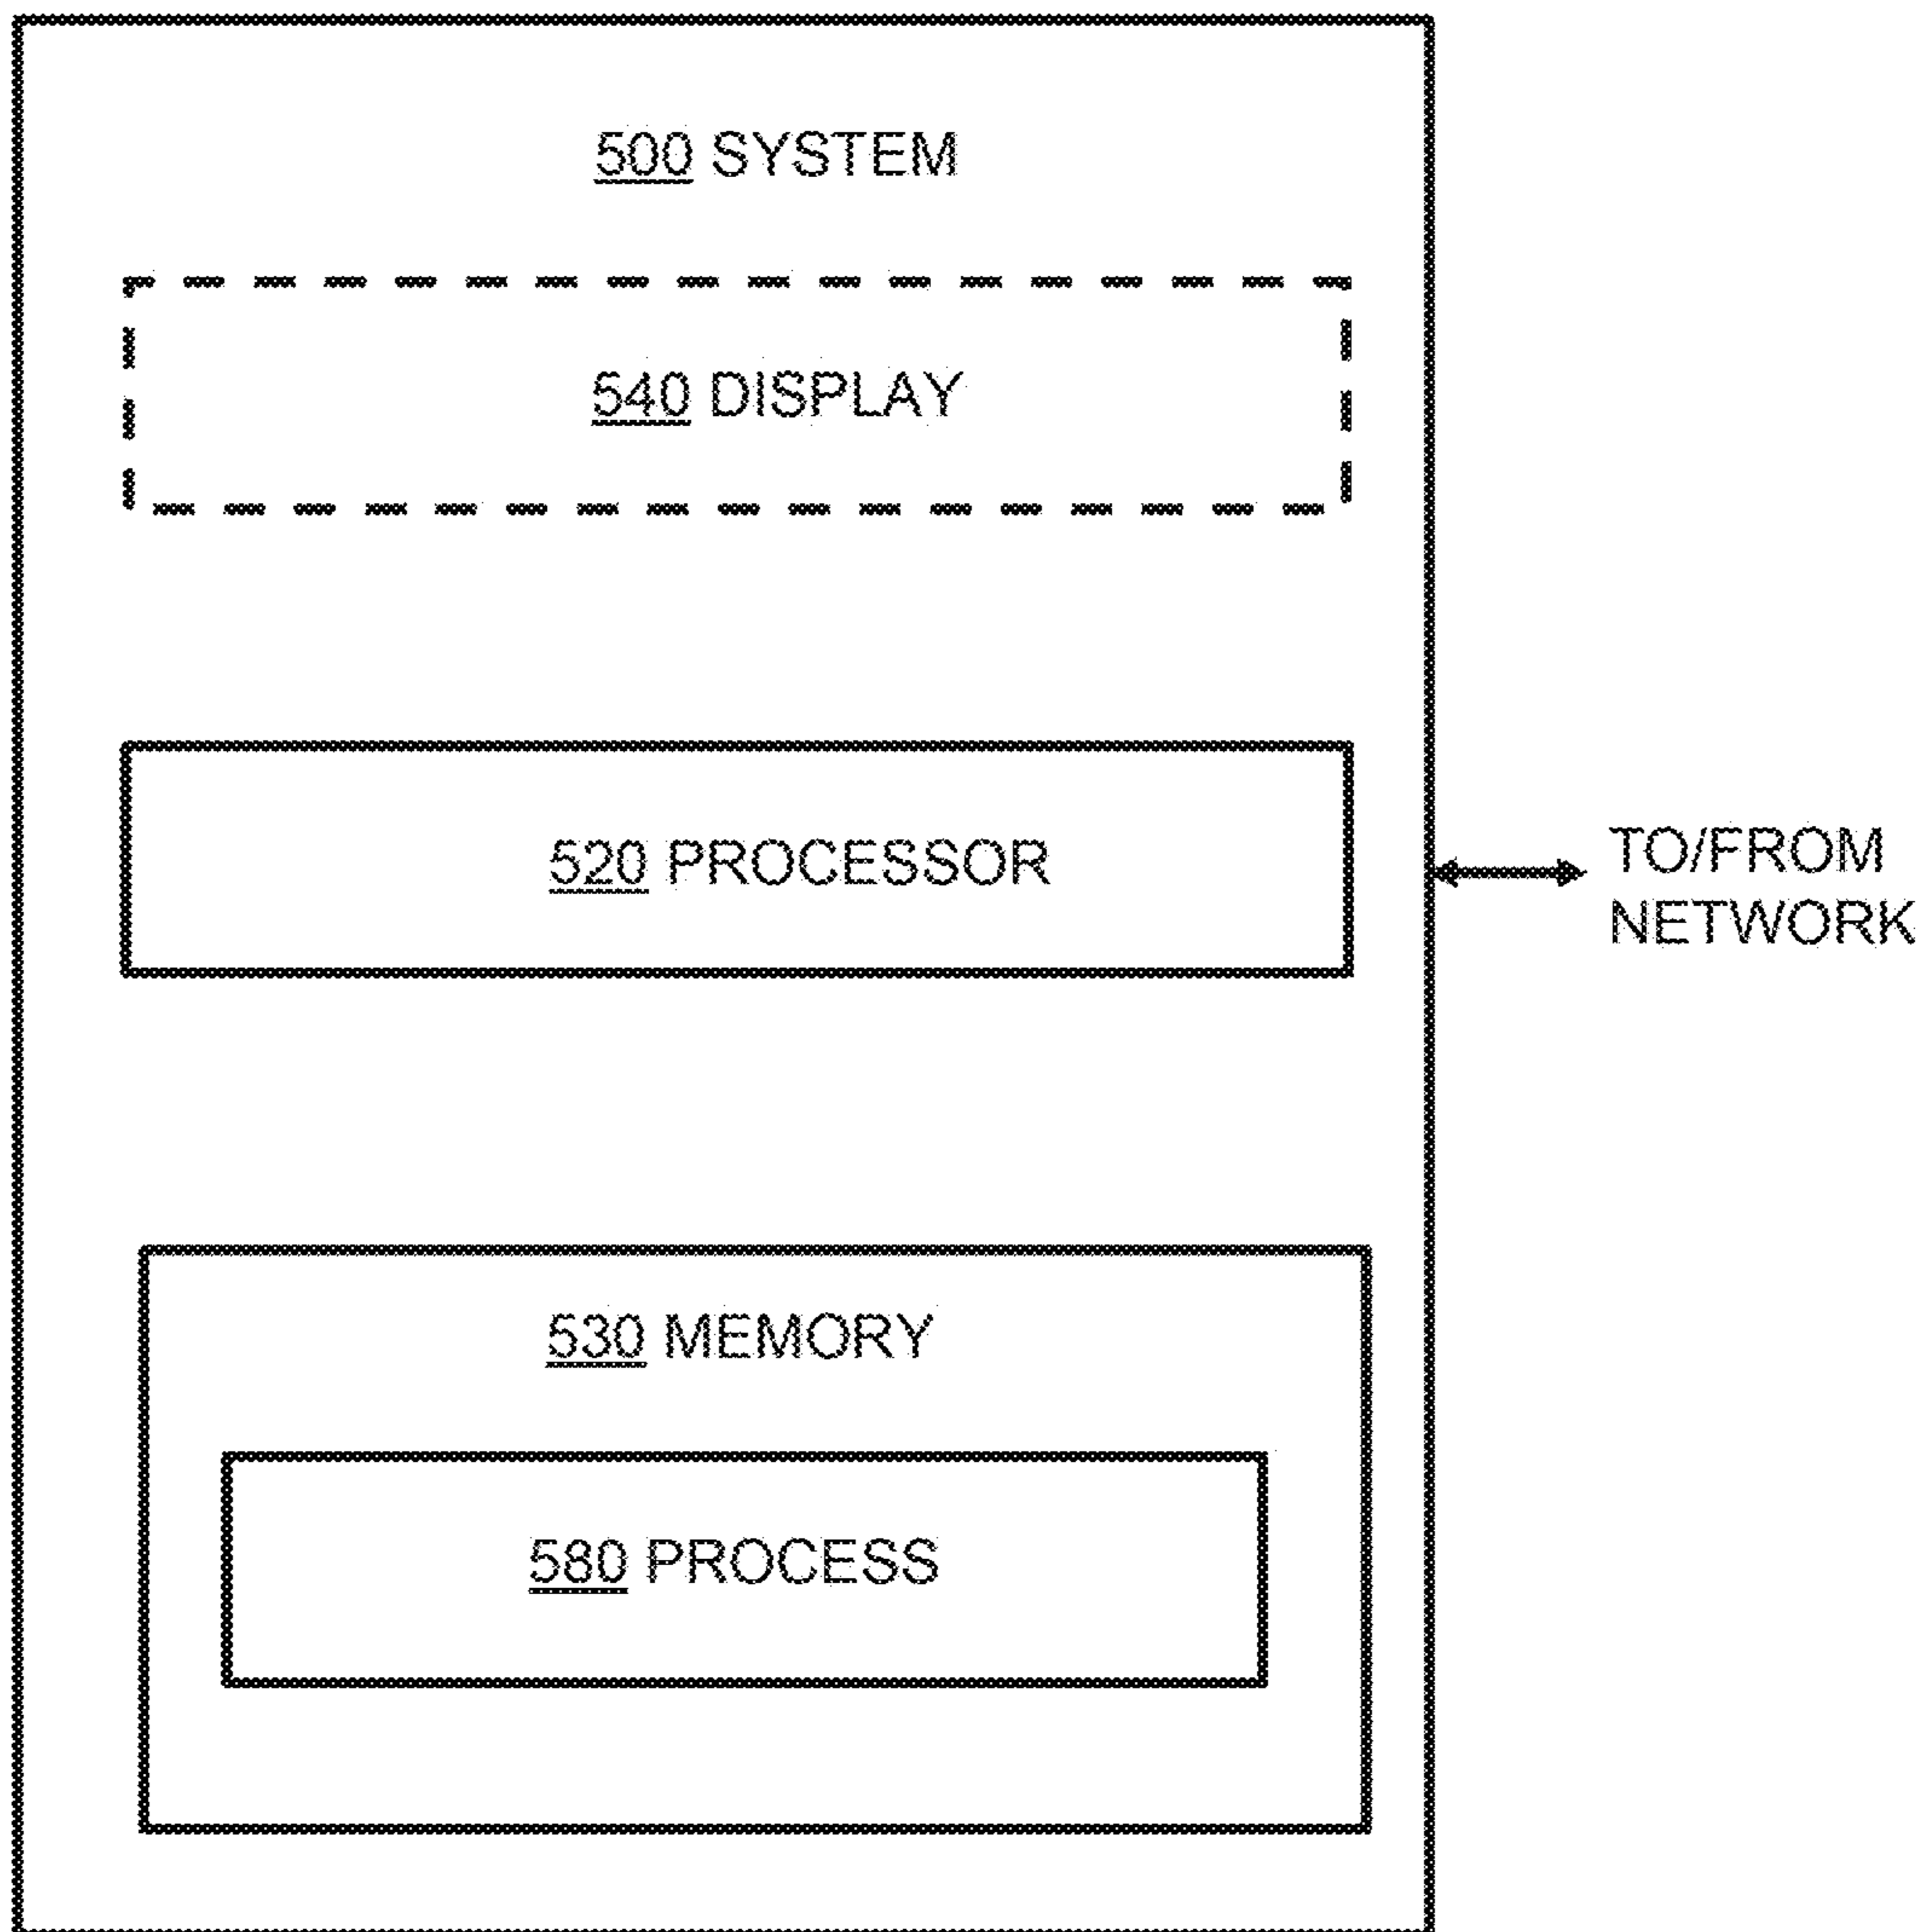 500 SYSTEM
540 DISPLAY
520 PROCESSOR
TO/FROM
NETWORK
530 MEMORY
580 PROCESS